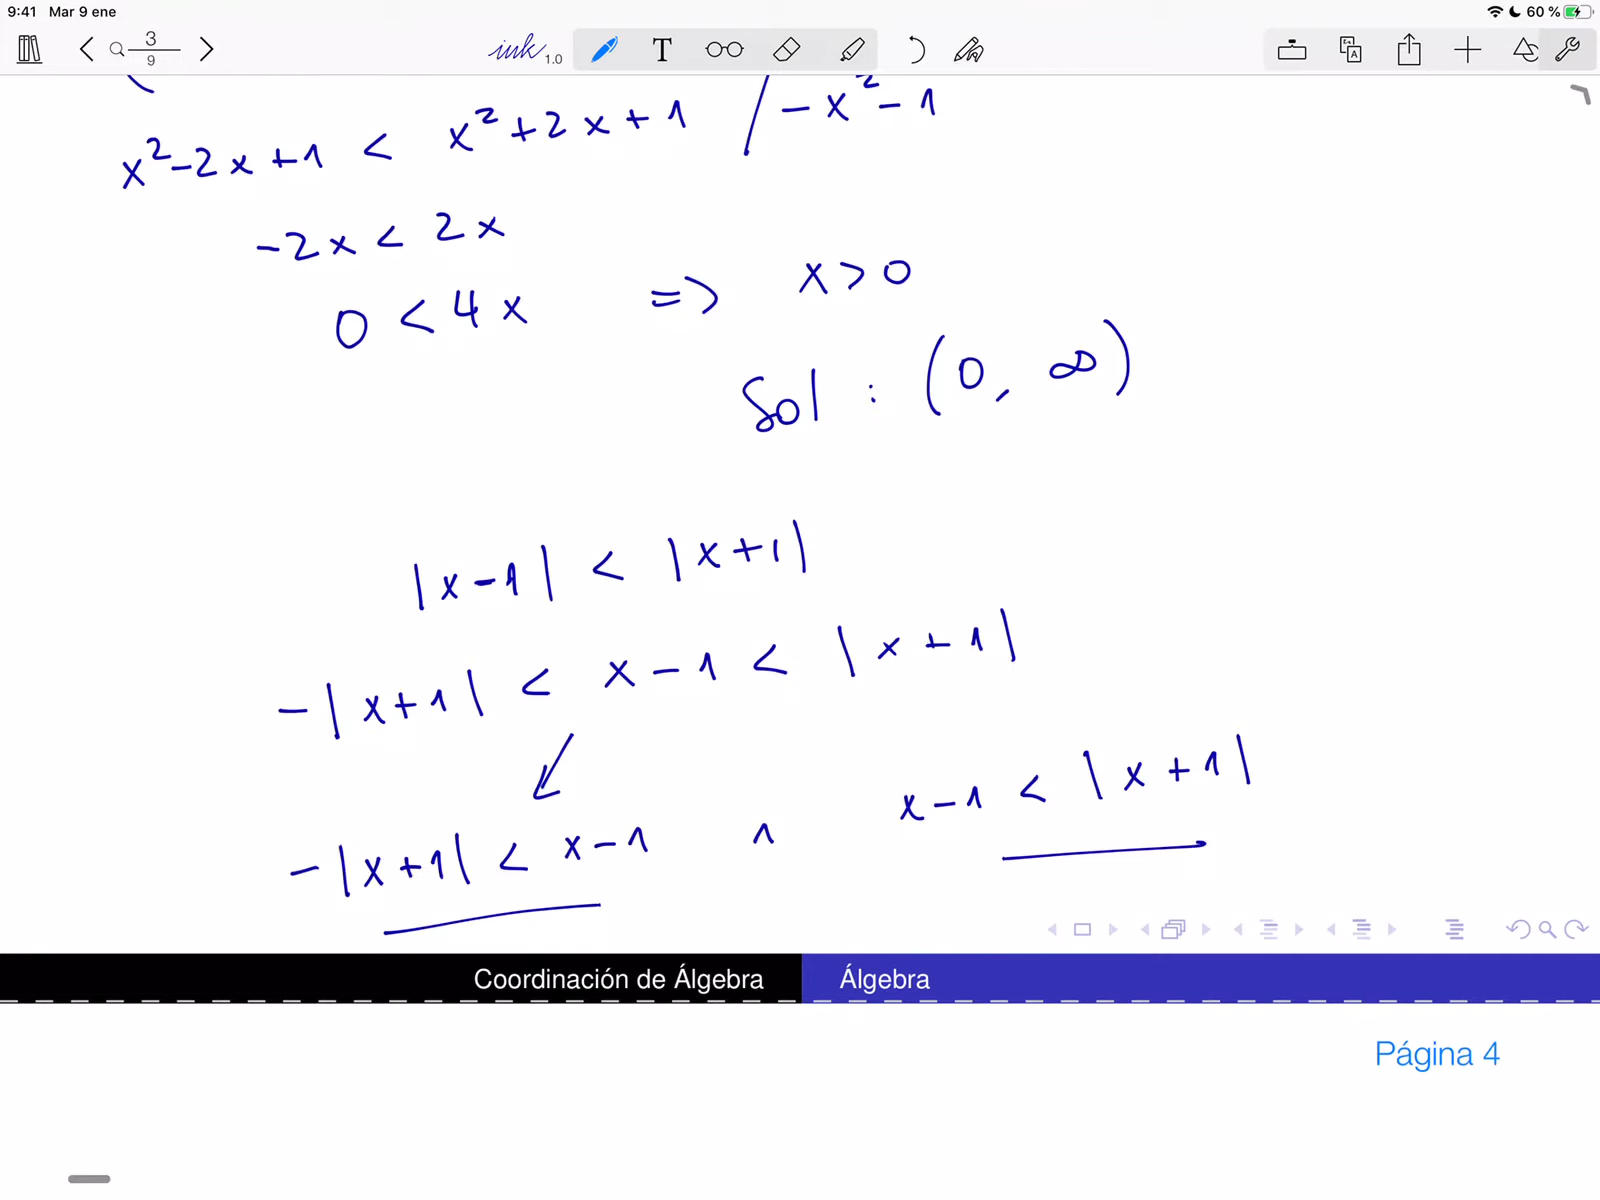 9:41 Mar 9 ene 60 %
3
9
ink 1.0 T
x²-2x+1 < x²+2x+1 / -x²-1
-2x < 2x
0 < 4x => x > 0
Sol : (0, ∞)
|x-1| < |x+1|
-|x+1| < x-1 < |x+1|
-|x+1| < x-1 ∧ x-1 < |x+1|
Coordinación de Álgebra Álgebra
Página 4